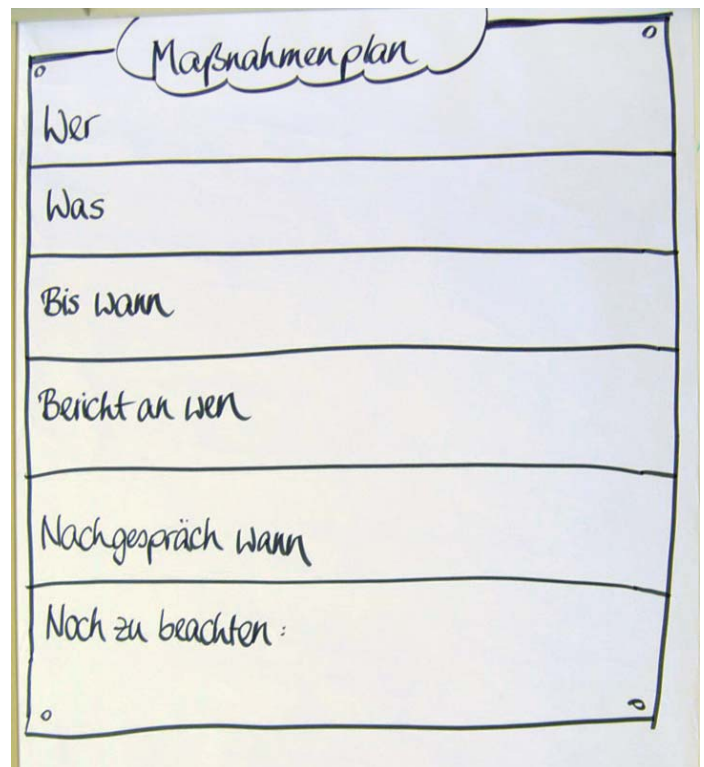 Maßnahmenplan
Wer
Was
Bis wann
Bericht an wen
Nachgespräch wann
Noch zu beachten: